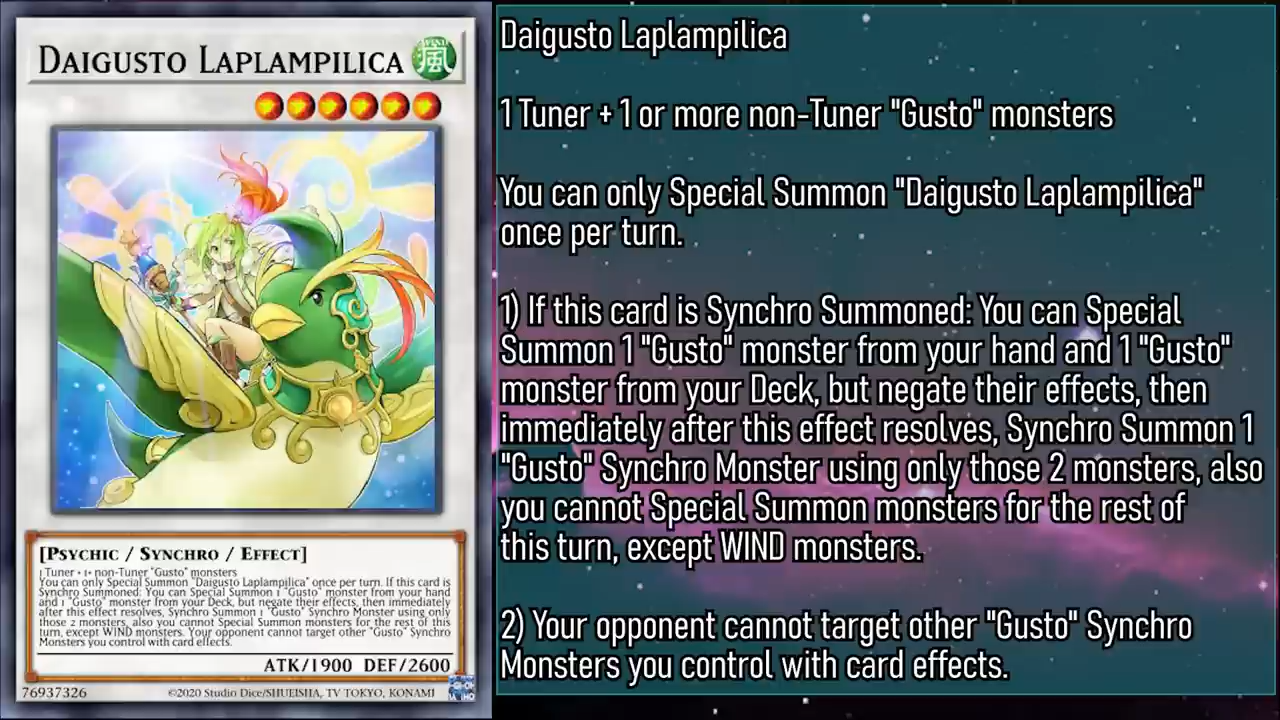 DAIGUSTO LAPLAMPILICA
WIND
風
[PSYCHIC / SYNCHRO / EFFECT]
1 Tuner + 1+ non-Tuner "Gusto" monsters
You can only Special Summon "Daigusto Laplampilica" once per turn. If this card is
Synchro Summoned: You can Special Summon 1 "Gusto" monster from your hand
and 1 "Gusto" monster from your Deck, but negate their effects, then immediately
after this effect resolves, Synchro Summon 1 "Gusto" Synchro Monster using only
those 2 monsters, also you cannot Special Summon monsters for the rest of this
turn, except WIND monsters. Your opponent cannot target other "Gusto" Synchro
Monsters you control with card effects.
ATK/1900 DEF/2600
76937326
©2020 Studio Dice/SHUEISHA, TV TOKYO, KONAMI
Daigusto Laplampilica
1 Tuner + 1 or more non-Tuner "Gusto" monsters
You can only Special Summon "Daigusto Laplampilica"
once per turn.
1) If this card is Synchro Summoned: You can Special
Summon 1 "Gusto" monster from your hand and 1 "Gusto"
monster from your Deck, but negate their effects, then
immediately after this effect resolves, Synchro Summon 1
"Gusto" Synchro Monster using only those 2 monsters, also
you cannot Special Summon monsters for the rest of
this turn, except WIND monsters.
2) Your opponent cannot target other "Gusto" Synchro
Monsters you control with card effects.